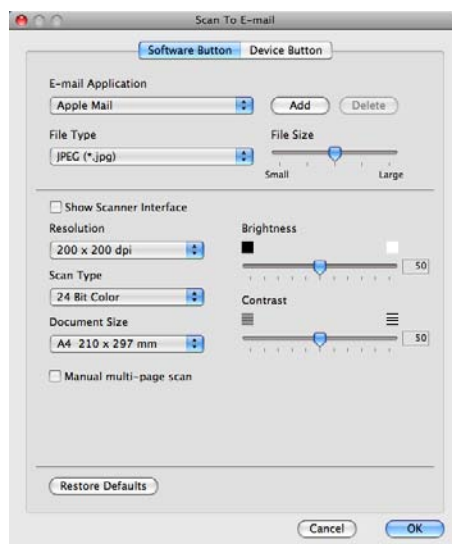 Scan To E-mail
Software Button Device Button
E-mail Application
Apple Mail Add Delete
File Type File Size
JPEG (*.jpg)
Small Large
Show Scanner Interface
Resolution Brightness
200 x 200 dpi
50
Scan Type
24 Bit Color Contrast
Document Size
A4 210 x 297 mm 50
Manual multi-page scan
Restore Defaults
Cancel OK